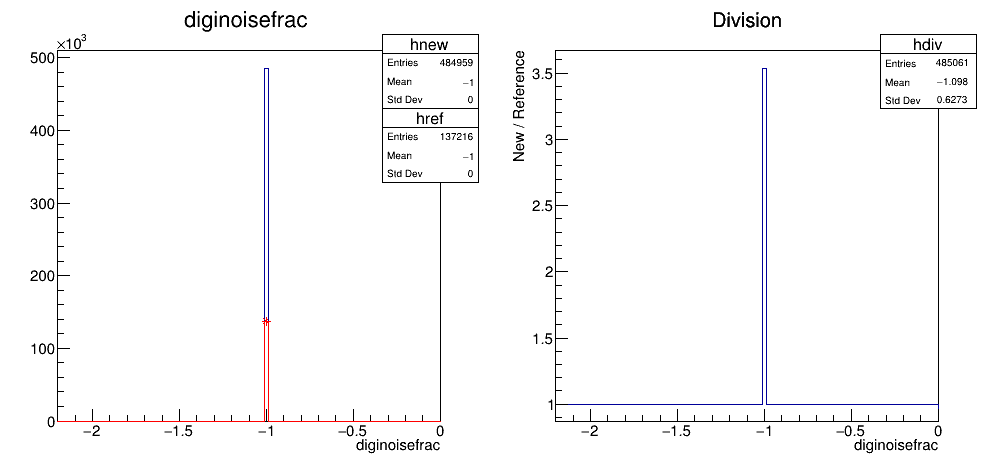 diginoisefrac
×10³
hnew
Entries 484959
Mean −1
Std Dev 0
href
Entries 137216
Mean −1
Std Dev 0
500
400
300
200
100
0
−2 −1.5 −1 −0.5 0
diginoisefrac
Division
hdiv
Entries 485061
Mean −1.098
Std Dev 0.6273
New / Reference
3.5
3
2.5
2
1.5
1
−2 −1.5 −1 −0.5 0
diginoisefrac